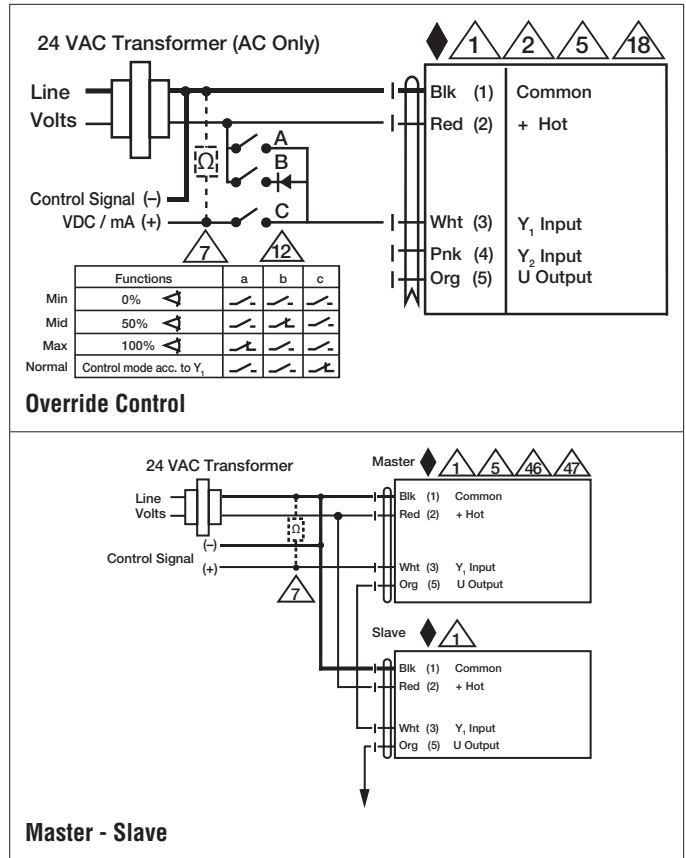 24 VAC Transformer (AC Only)
1 2 5 18
Line
Volts
Blk (1) Common
Red (2) + Hot
A
Ω
B
Control Signal (–)
VDC / mA (+)
C
Wht (3) Y1 Input
7
12
Pnk (4) Y2 Input
Org (5) U Output
Functions a b c
Min 0%
Mid 50%
Max 100%
Normal Control mode acc. to Y1
Override Control
24 VAC Transformer
Master 1 5 46 47
Line
Volts
Blk (1) Common
Red (2) + Hot
Ω
Control Signal
(–)
(+)
Wht (3) Y1 Input
Org (5) U Output
7
Slave 1
Blk (1) Common
Red (2) + Hot
Wht (3) Y1 Input
Org (5) U Output
Master - Slave